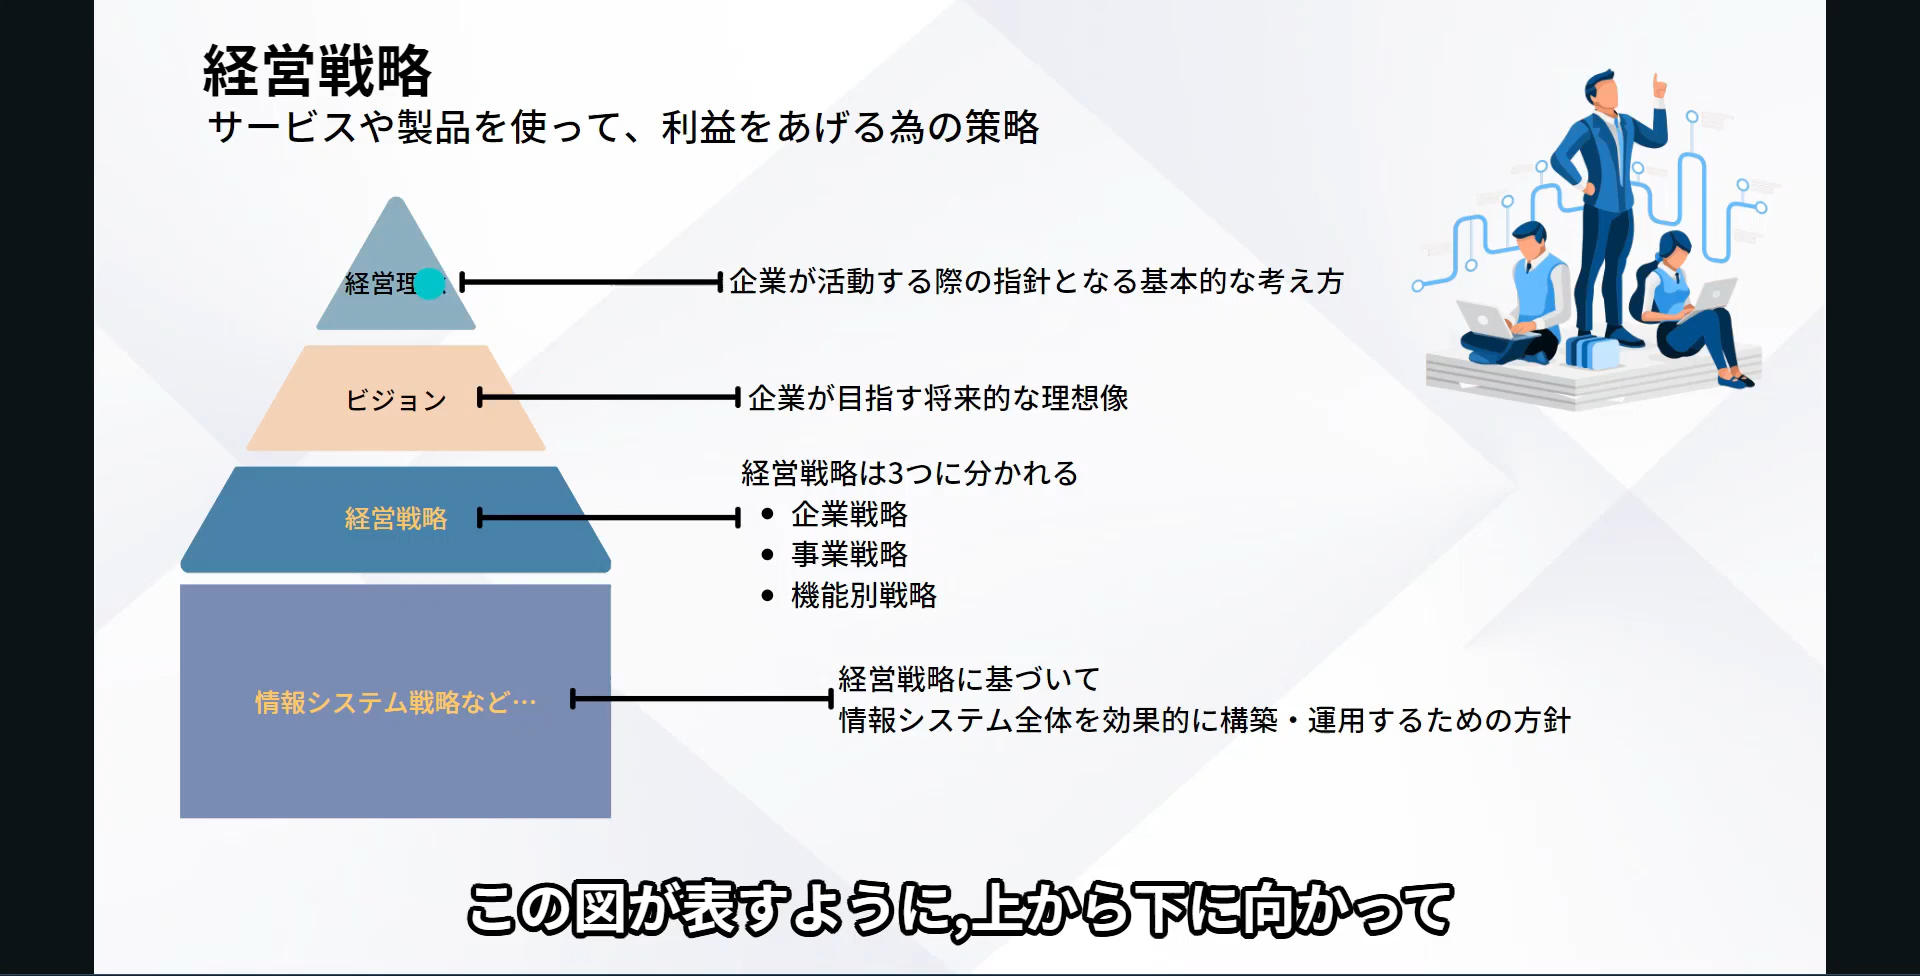 経営戦略
サービスや製品を使って、利益をあげる為の策略
経営理
企業が活動する際の指針となる基本的な考え方
ビジョン
企業が目指す将来的な理想像
経営戦略
経営戦略は3つに分かれる
• 企業戦略
• 事業戦略
• 機能別戦略
情報システム戦略など…
経営戦略に基づいて
情報システム全体を効果的に構築・運用するための方針
この図が表すように,上から下に向かって